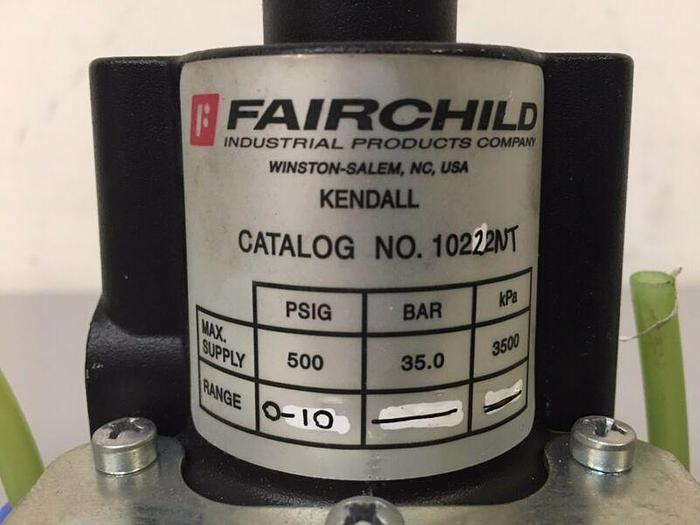 FAIRCHILD
INDUSTRIAL PRODUCTS COMPANY
WINSTON-SALEM, NC, USA
KENDALL
CATALOG NO. 10222NT
PSIG BAR kPa
MAX. SUPPLY 500 35.0 3500
RANGE 0-10 — —